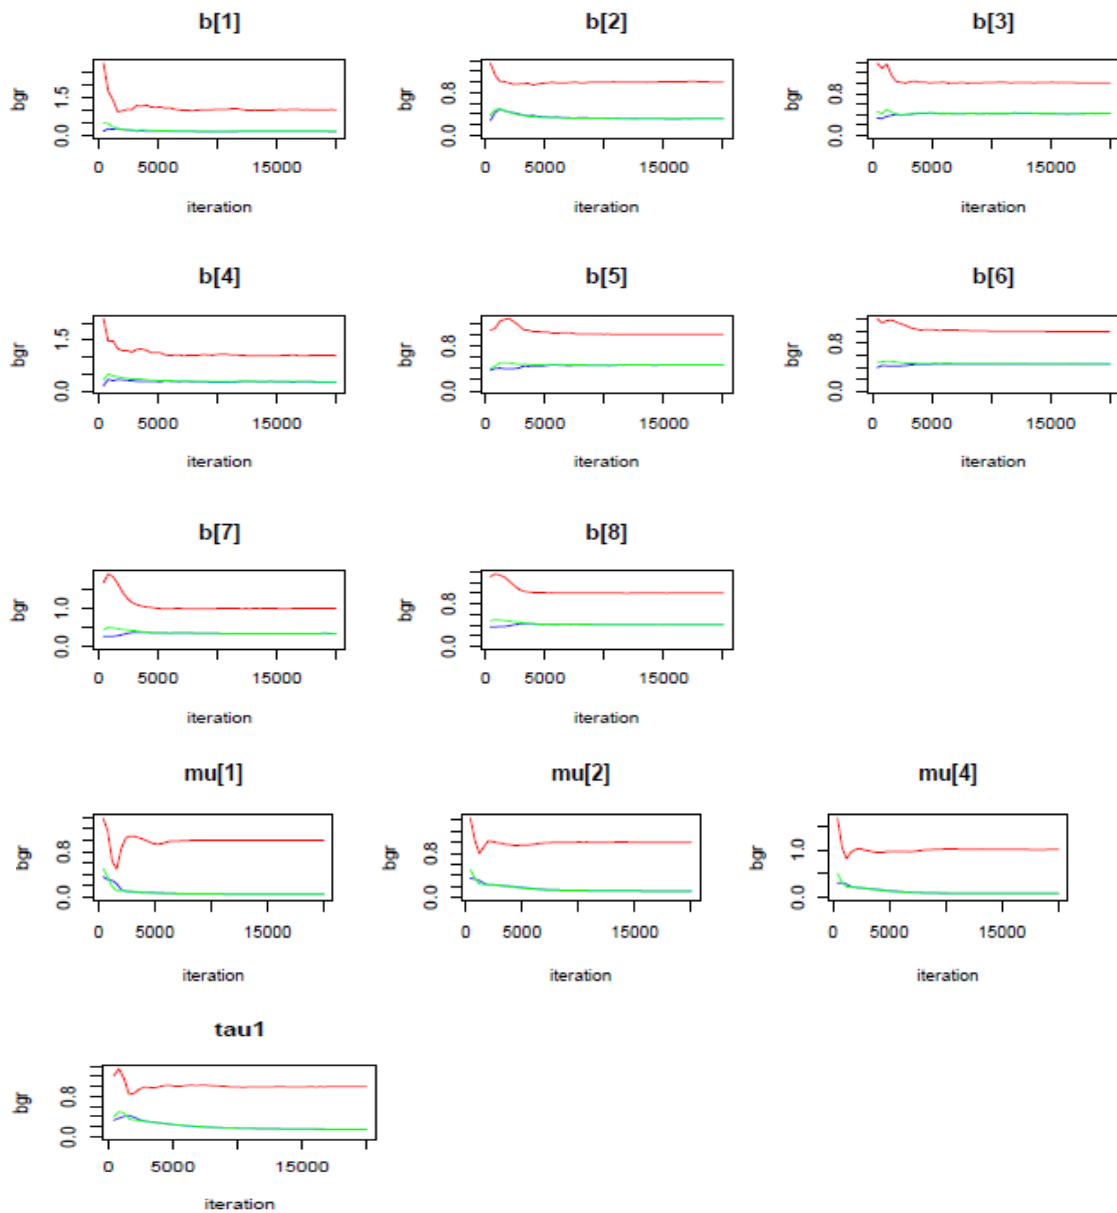 b[1]
b[2]
b[3]
bgr
0.0 1.5
bgr
0.0 0.8
bgr
0.0 0.8
0 5000 15000
0 5000 15000
0 5000 15000
iteration
iteration
iteration
b[4]
b[5]
b[6]
bgr
0.0 1.5
bgr
0.0 0.8
bgr
0.0 0.8
0 5000 15000
0 5000 15000
0 5000 15000
iteration
iteration
iteration
b[7]
b[8]
bgr
0.0 1.0
bgr
0.0 0.8
0 5000 15000
0 5000 15000
iteration
iteration
mu[1]
mu[2]
mu[4]
bgr
0.0 0.8
bgr
0.0 0.8
bgr
0.0 1.0
0 5000 15000
0 5000 15000
0 5000 15000
iteration
iteration
iteration
tau1
bgr
0.0 0.8
0 5000 15000
iteration